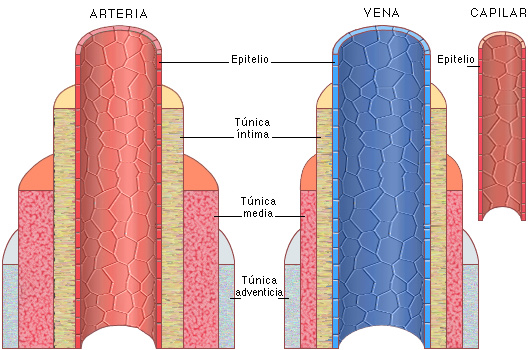 ARTERIA
VENA
CAPILAR
Epitelio
Epitelio
Túnica
íntima
Túnica
media
Túnica
adventicia